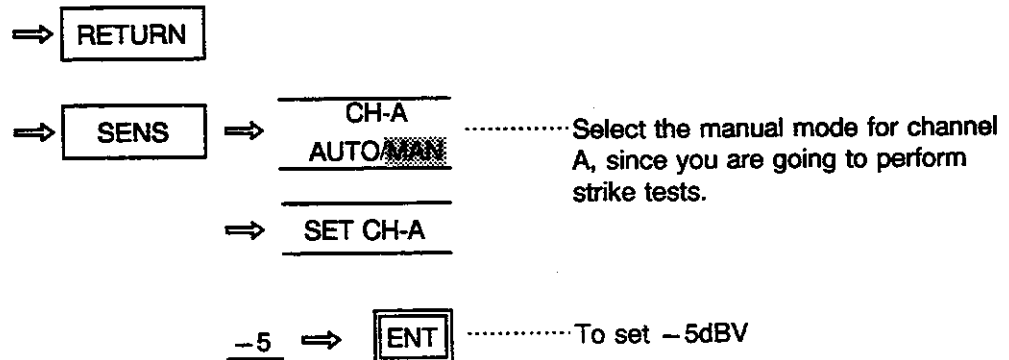 ⇒ RETURN
⇒ SENS ⇒ CH-A AUTO/MAN ············Select the manual mode for channel
A, since you are going to perform
strike tests.
⇒ SET CH-A
−5 ⇒ ENT ············To set −5dBV